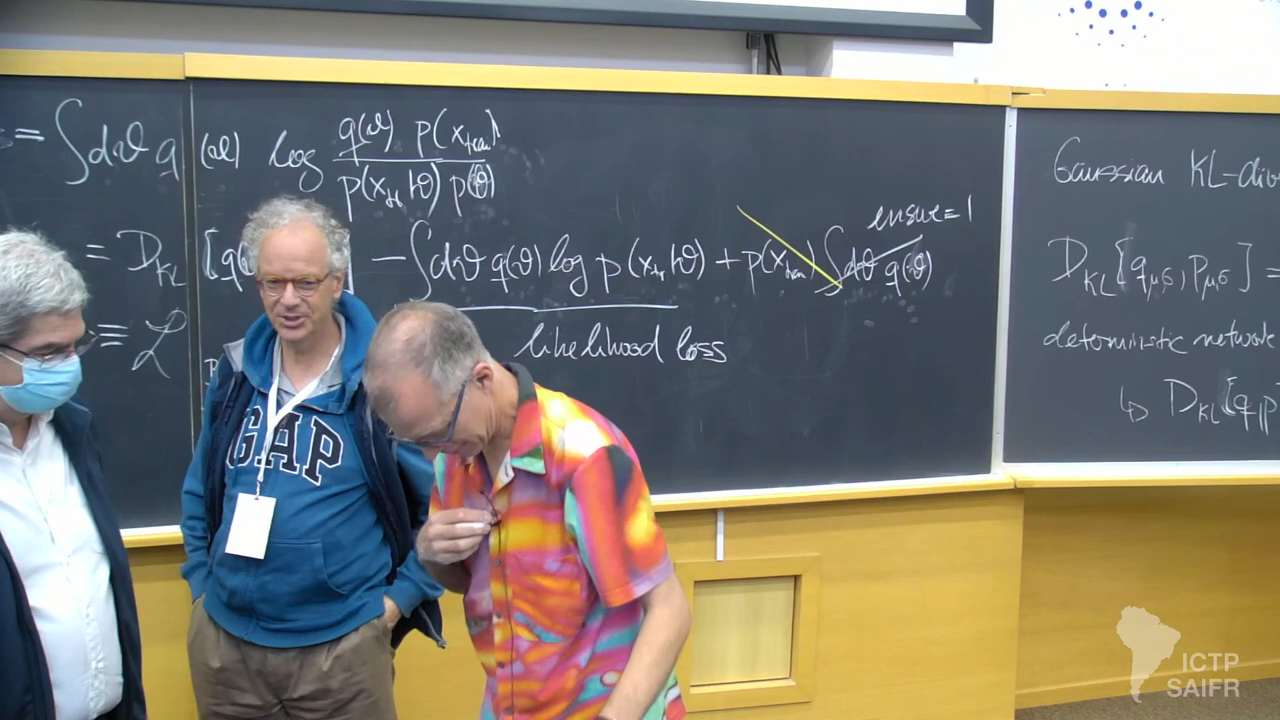 = ∫dϑ q(ϑ) log q(ϑ) p(x_train) / p(x_tr|ϑ) p(ϑ)
= D_KL [q(
− ∫dϑ q(ϑ) log p(x_tr|ϑ) + p(x_train) ∫dϑ q(ϑ)
ensure=1
= ℒ
likelihood loss
Gaussian KL-div
D_KL[q_μ,σ, p_μ,σ] =
deterministic network
↳ D_KL[q,p
GAP
ICTP
SAIFR